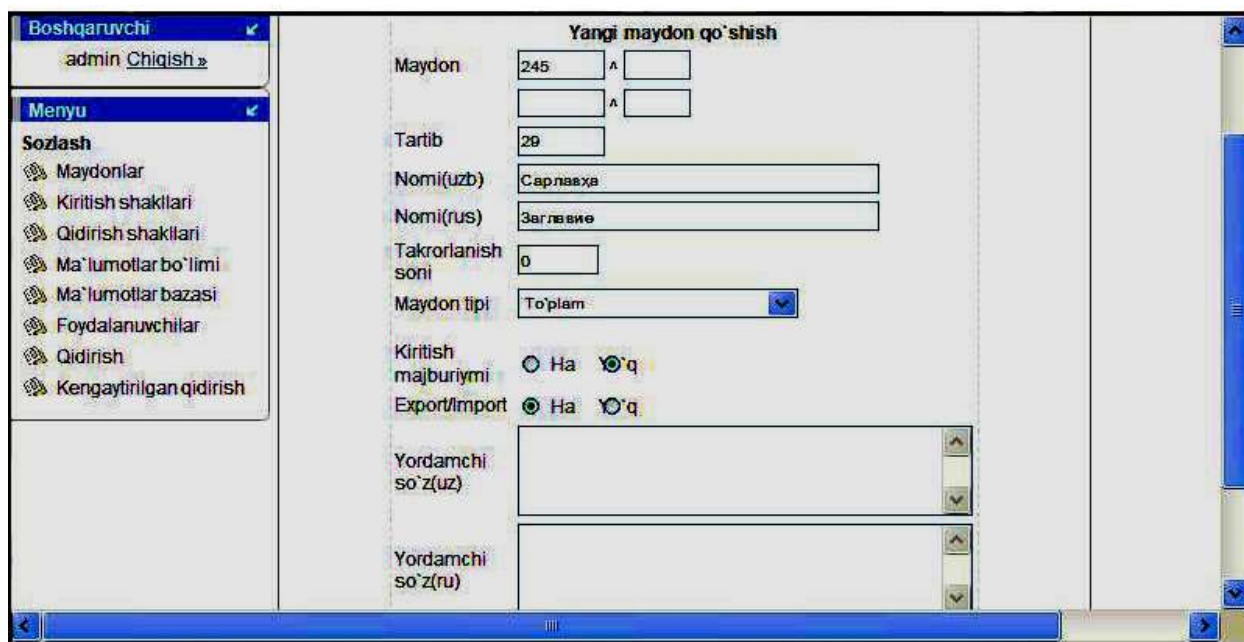 Boshqaruvchi
admin Chiqish »
Menyu
Sozlash
Maydonlar
Kiritish shakllari
Qidirish shakllari
Ma`lumotlar bo`limi
Ma`lumotlar bazasi
Foydalanuvchilar
Qidirish
Kengaytirilgan qidirish
Yangi maydon qo`shish
Maydon 245 ^
^
Tartib 29
Nomi(uzb) Сарлавҳа
Nomi(rus) Заглавие
Takrorlanish
soni 0
Maydon tipi To`plam
Kiritish
majburiymi Ha Yo`q
Export/Import Ha Yo`q
Yordamchi
so`z(uz)
Yordamchi
so`z(ru)